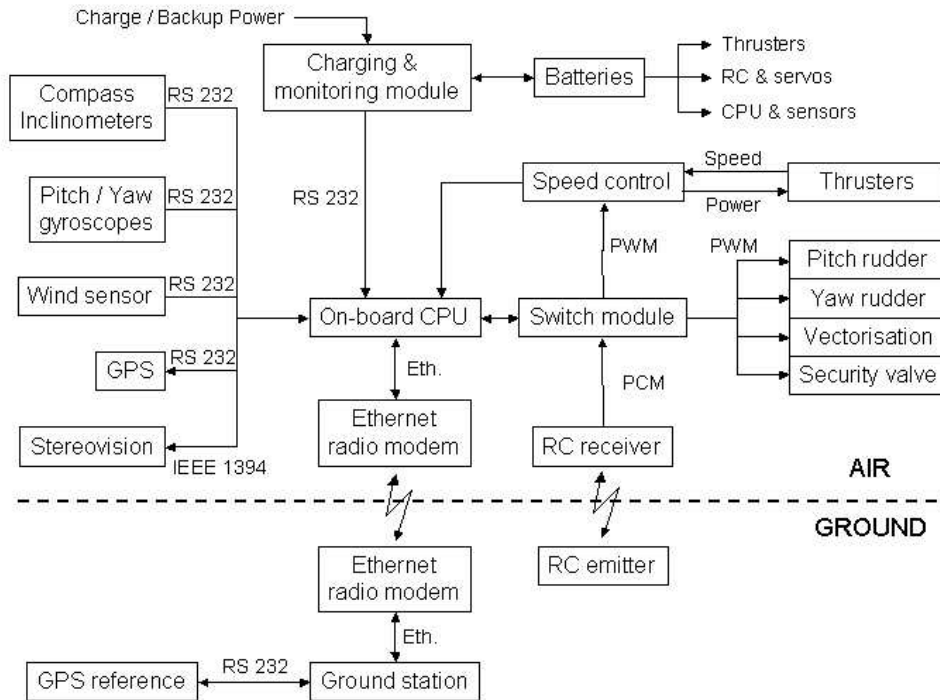 Charge / Backup Power
Charging &
monitoring module
Batteries
Thrusters
RC & servos
CPU & sensors
Compass
Inclinometers
RS 232
Pitch / Yaw
gyroscopes
RS 232
RS 232
Speed control
Speed
Power
Thrusters
PWM
PWM
Wind sensor
RS 232
On-board CPU
Switch module
Pitch rudder
Yaw rudder
Vectorisation
Security valve
GPS
RS 232
Eth.
PCM
Stereovision
IEEE 1394
Ethernet
radio modem
RC receiver
AIR
GROUND
Ethernet
radio modem
RC emitter
Eth.
GPS reference
RS 232
Ground station